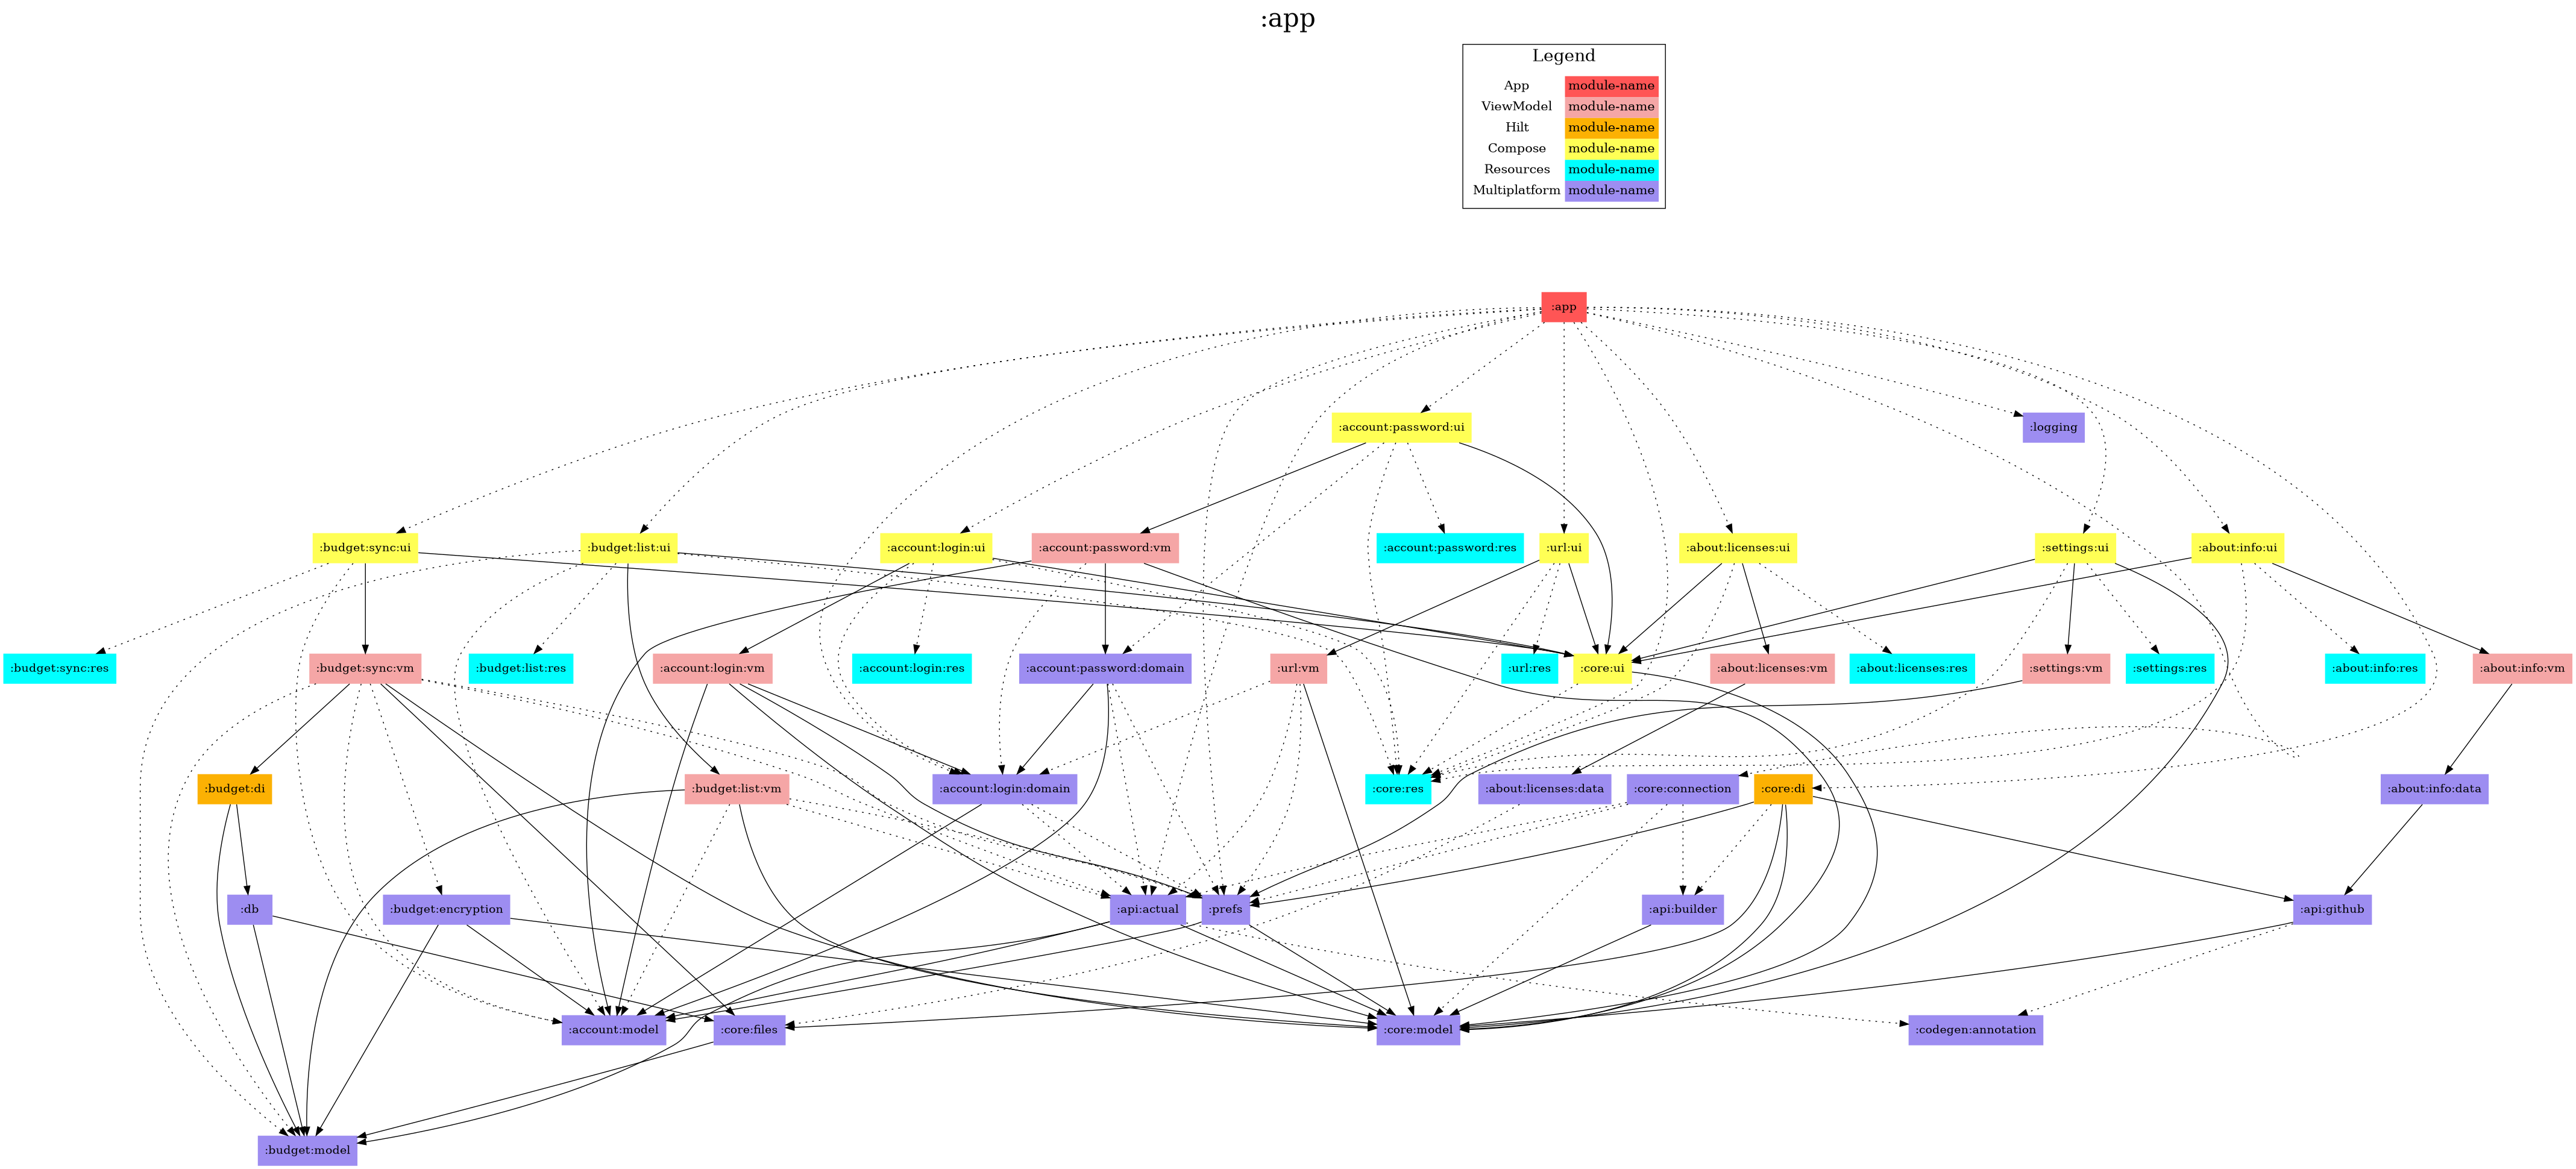 :app
Legend
App module-name
ViewModel module-name
Hilt module-name
Compose module-name
Resources module-name
Multiplatform module-name
:app
:account:password:ui
:logging
:budget:sync:ui
:budget:list:ui
:account:login:ui
:account:password:vm
:account:password:res
:url:ui
:about:licenses:ui
:settings:ui
:about:info:ui
:budget:sync:res
:budget:sync:vm
:budget:list:res
:account:login:vm
:account:login:res
:account:password:domain
:url:vm
:url:res
:core:ui
:about:licenses:vm
:about:licenses:res
:settings:vm
:settings:res
:about:info:res
:about:info:vm
:budget:di
:budget:list:vm
:account:login:domain
:core:res
:about:licenses:data
:core:connection
:core:di
:about:info:data
:db
:budget:encryption
:api:actual
:prefs
:api:builder
:api:github
:account:model
:core:files
:core:model
:codegen:annotation
:budget:model